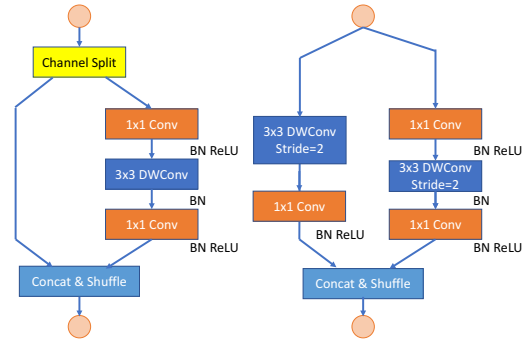 Channel Split
1x1 Conv
BN ReLU
3x3 DWConv
BN
1x1 Conv
BN ReLU
Concat & Shuffle
3x3 DWConv
Stride=2
1x1 Conv
BN ReLU
1x1 Conv
BN ReLU
3x3 DWConv
Stride=2
BN
1x1 Conv
BN ReLU
Concat & Shuffle